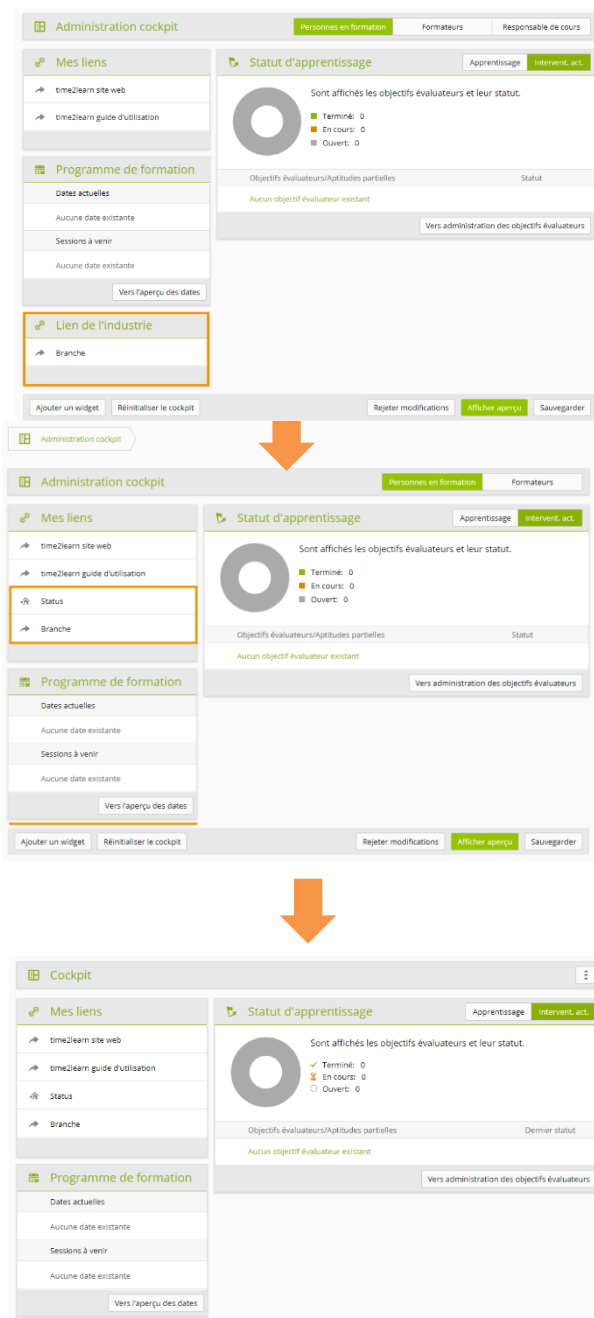 Administration cockpit
Personnes en formation
Formateurs
Responsable de cours
Mes liens
time2learn site web
time2learn guide d'utilisation
Programme de formation
Dates actuelles
Aucune date existante
Sessions à venir
Aucune date existante
Vers l'aperçu des dates
Lien de l'industrie
Branche
Statut d'apprentissage
Apprentissage
Intervent. act.
Sont affichés les objectifs évaluateurs et leur statut.
Terminé: 0
En cours: 0
Ouvert: 0
Objectifs évaluateurs/Aptitudes partielles Statut
Aucun objectif évaluateur existant
Vers administration des objectifs évaluateurs
Ajouter un widget
Réinitialiser le cockpit
Rejeter modifications
Afficher aperçu
Sauvegarder
Administration cockpit
Administration cockpit
Personnes en formation
Formateurs
Mes liens
time2learn site web
time2learn guide d'utilisation
Status
Branche
Programme de formation
Dates actuelles
Aucune date existante
Sessions à venir
Aucune date existante
Vers l'aperçu des dates
Statut d'apprentissage
Apprentissage
Intervent. act.
Sont affichés les objectifs évaluateurs et leur statut.
Terminé: 0
En cours: 0
Ouvert: 0
Objectifs évaluateurs/Aptitudes partielles Statut
Aucun objectif évaluateur existant
Vers administration des objectifs évaluateurs
Ajouter un widget
Réinitialiser le cockpit
Rejeter modifications
Afficher aperçu
Sauvegarder
Cockpit
Mes liens
time2learn site web
time2learn guide d'utilisation
Status
Branche
Programme de formation
Dates actuelles
Aucune date existante
Sessions à venir
Aucune date existante
Vers l'aperçu des dates
Statut d'apprentissage
Apprentissage
Intervent. act.
Sont affichés les objectifs évaluateurs et leur statut.
Terminé: 0
En cours: 0
Ouvert: 0
Objectifs évaluateurs/Aptitudes partielles Dernier statut
Aucun objectif évaluateur existant
Vers administration des objectifs évaluateurs